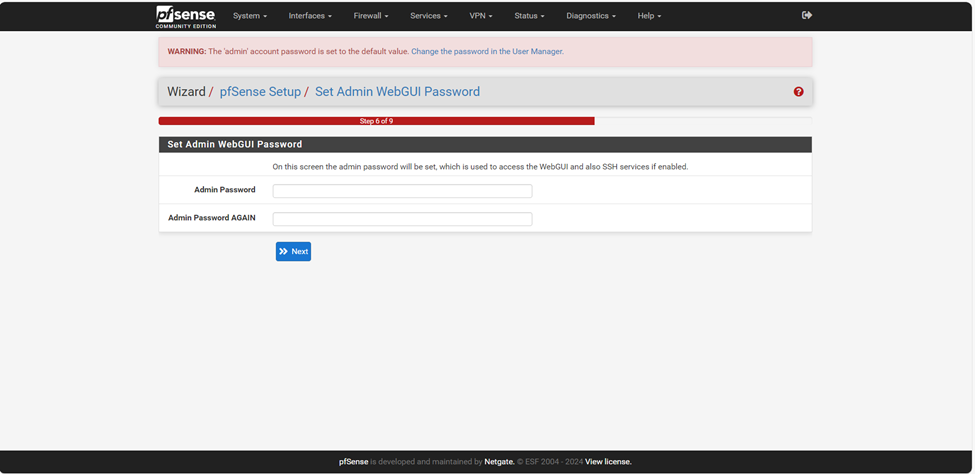 pfsense
COMMUNITY EDITION
System Interfaces Firewall Services VPN Status Diagnostics Help
WARNING: The 'admin' account password is set to the default value. Change the password in the User Manager.
Wizard / pfSense Setup / Set Admin WebGUI Password
Step 6 of 9
Set Admin WebGUI Password
On this screen the admin password will be set, which is used to access the WebGUI and also SSH services if enabled.
Admin Password
Admin Password AGAIN
Next
pfSense is developed and maintained by Netgate. © ESF 2004 - 2024 View license.